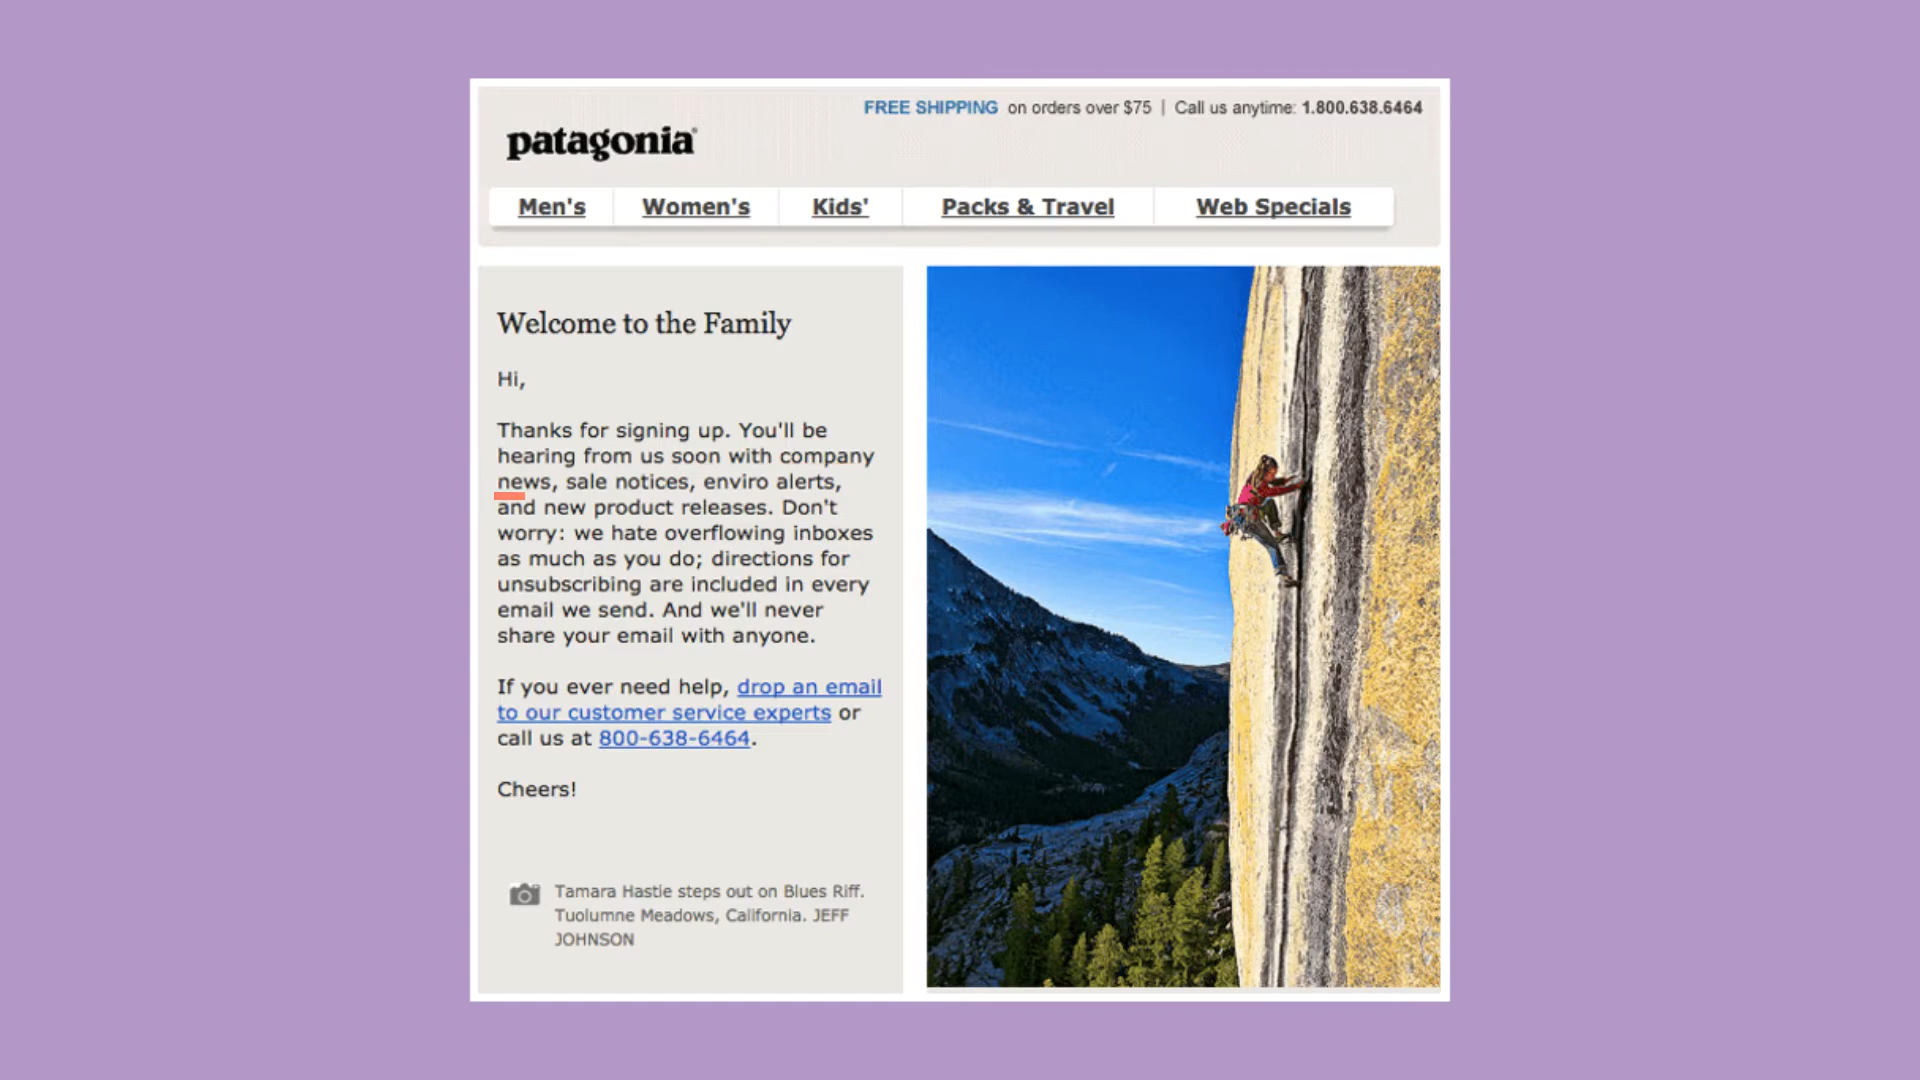 FREE SHIPPING on orders over $75 | Call us anytime: 1.800.638.6464
patagonia®
Men's Women's Kids' Packs & Travel Web Specials
Welcome to the Family
Hi,
Thanks for signing up. You'll be
hearing from us soon with company
news, sale notices, enviro alerts,
and new product releases. Don't
worry: we hate overflowing inboxes
as much as you do; directions for
unsubscribing are included in every
email we send. And we'll never
share your email with anyone.
If you ever need help, drop an email
to our customer service experts or
call us at 800-638-6464.
Cheers!
Tamara Hastie steps out on Blues Riff.
Tuolumne Meadows, California. JEFF
JOHNSON